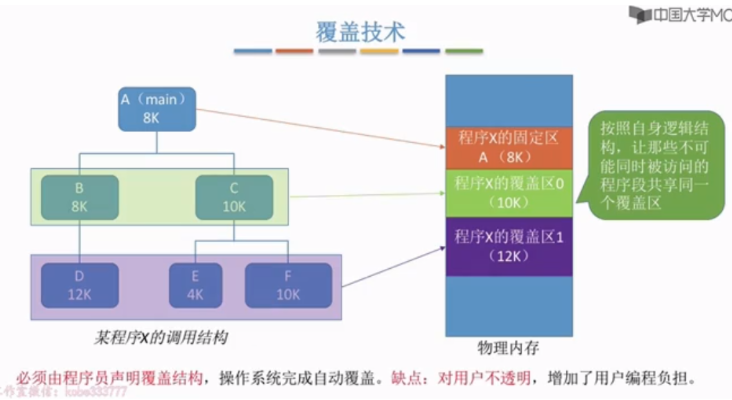 中国大学MO
覆盖技术
A（main）
8K
B
8K
C
10K
D
12K
E
4K
F
10K
某程序X的调用结构
程序X的固定区
A （8K）
程序X的覆盖区0
（10K）
程序X的覆盖区1
（12K）
物理内存
按照自身逻辑结
构，让那些不可
能同时被访问的
程序段共享同一
个覆盖区
必须由程序员声明覆盖结构，操作系统完成自动覆盖。缺点：对用户不透明，增加了用户编程负担。
工作室微信：kobe333777